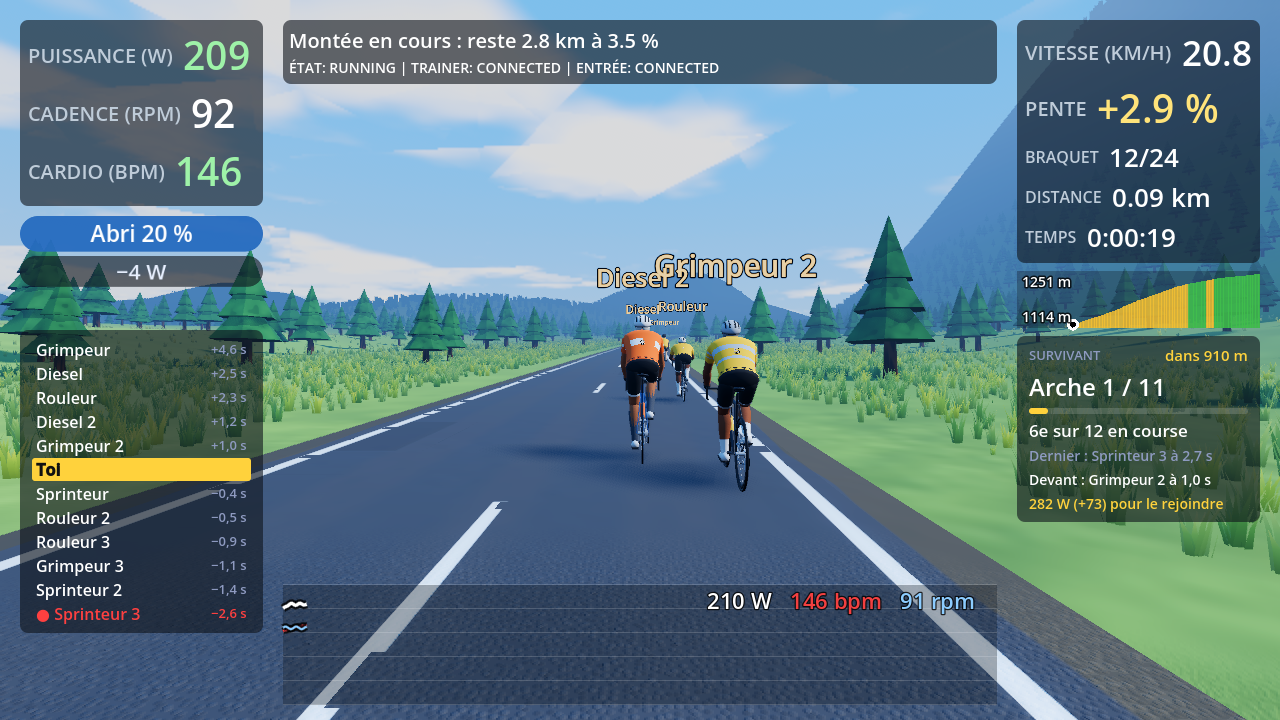 PUISSANCE (W) 209
CADENCE (RPM) 92
CARDIO (BPM) 146
Abri 20 %
−4 W
Grimpeur +4,6 s
Diesel +2,5 s
Rouleur +2,3 s
Diesel 2 +1,2 s
Grimpeur 2 +1,0 s
Tol
Sprinteur −0,4 s
Rouleur 2 −0,5 s
Rouleur 3 −0,9 s
Grimpeur 3 −1,1 s
Sprinteur 2 −1,4 s
Sprinteur 3 −2,6 s
Montée en cours : reste 2.8 km à 3.5 %
ÉTAT: RUNNING | TRAINER: CONNECTED | ENTRÉE: CONNECTED
Grimpeur 2
Diesel 2
Diesel
Rouleur
Grimpeur
210 W 146 bpm 91 rpm
VITESSE (KM/H) 20.8
PENTE +2.9 %
BRAQUET 12/24
DISTANCE 0.09 km
TEMPS 0:00:19
1251 m
1114 m
SURVIVANT dans 910 m
Arche 1 / 11
6e sur 12 en course
Dernier : Sprinteur 3 à 2,7 s
Devant : Grimpeur 2 à 1,0 s
282 W (+73) pour le rejoindre